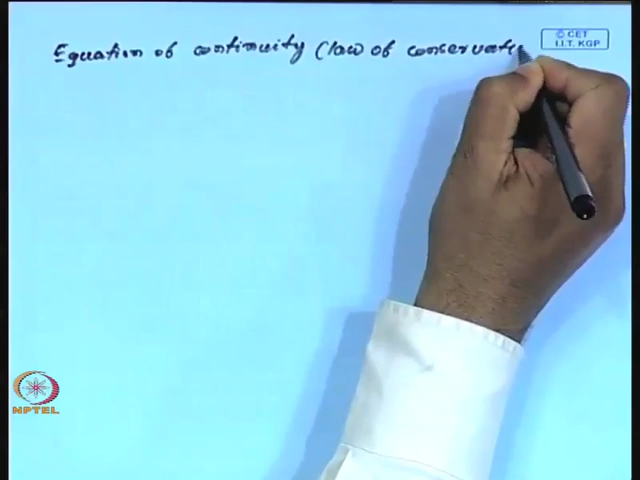 Equation of continuity (law of conservati
© CET
I.I.T. KGP
NPTEL